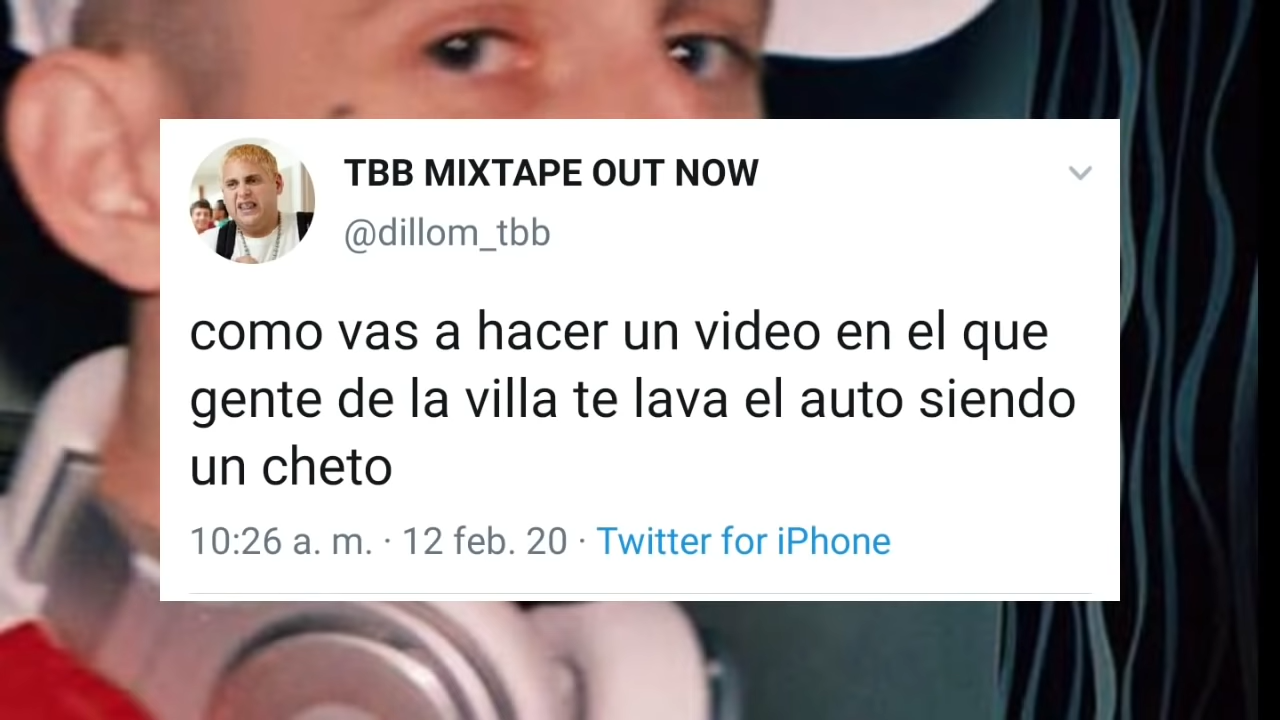 TBB MIXTAPE OUT NOW
@dillom_tbb
como vas a hacer un video en el que
gente de la villa te lava el auto siendo
un cheto
10:26 a. m. · 12 feb. 20 · Twitter for iPhone